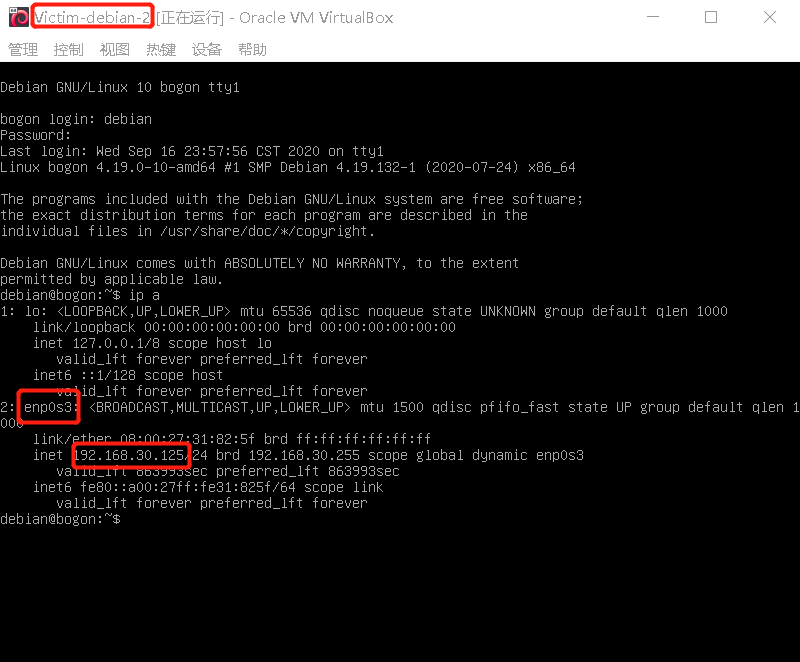 Victim-debian-2 [正在运行] - Oracle VM VirtualBox
管理 控制 视图 热键 设备 帮助
Debian GNU/Linux 10 bogon tty1
bogon login: debian
Password:
Last login: Wed Sep 16 23:57:56 CST 2020 on tty1
Linux bogon 4.19.0-10-amd64 #1 SMP Debian 4.19.132-1 (2020-07-24) x86_64
The programs included with the Debian GNU/Linux system are free software;
the exact distribution terms for each program are described in the
individual files in /usr/share/doc/*/copyright.
Debian GNU/Linux comes with ABSOLUTELY NO WARRANTY, to the extent
permitted by applicable law.
debian@bogon:~$ ip a
1: lo: <LOOPBACK,UP,LOWER_UP> mtu 65536 qdisc noqueue state UNKNOWN group default qlen 1000
link/loopback 00:00:00:00:00:00 brd 00:00:00:00:00:00
inet 127.0.0.1/8 scope host lo
valid_lft forever preferred_lft forever
inet6 ::1/128 scope host
valid_lft forever preferred_lft forever
2: enp0s3: <BROADCAST,MULTICAST,UP,LOWER_UP> mtu 1500 qdisc pfifo_fast state UP group default qlen 1
000
link/ether 08:00:27:31:82:5f brd ff:ff:ff:ff:ff:ff
inet 192.168.30.125/24 brd 192.168.30.255 scope global dynamic enp0s3
valid_lft 863993sec preferred_lft 863993sec
inet6 fe80::a00:27ff:fe31:825f/64 scope link
valid_lft forever preferred_lft forever
debian@bogon:~$